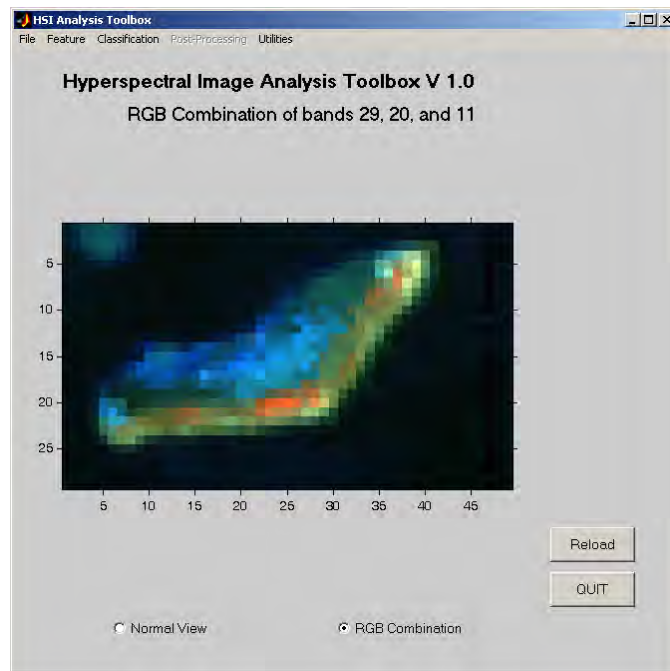 HSI Analysis Toolbox
File Feature Classification Post-Processing Utilities
Hyperspectral Image Analysis Toolbox V 1.0
RGB Combination of bands 29, 20, and 11
5
10
15
20
25
5 10 15 20 25 30 35 40 45
Reload
QUIT
Normal View RGB Combination